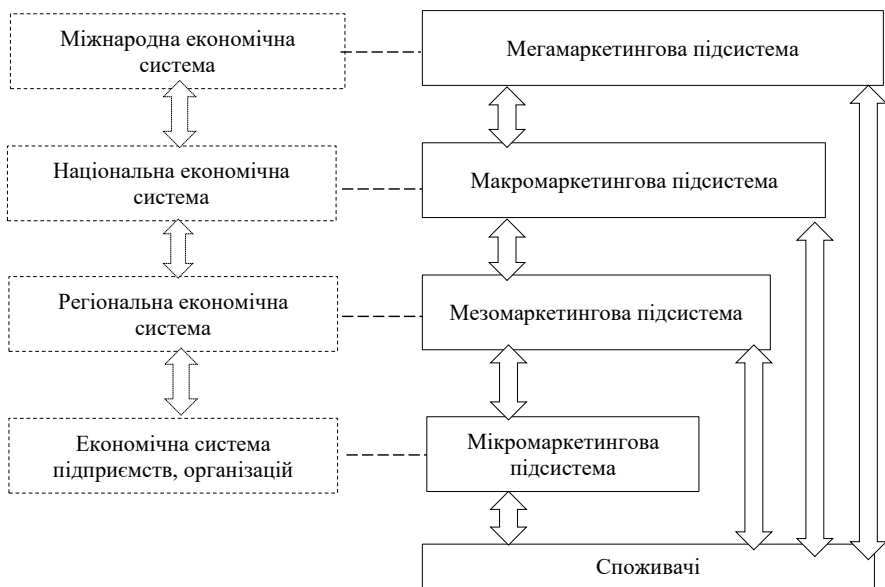 Міжнародна економічна
система
Мегамаркетингова підсистема
Національна економічна
система
Макромаркетингова підсистема
Регіональна економічна
система
Мезомаркетингова підсистема
Економічна система
підприємств, організацій
Мікромаркетингова
підсистема
Споживачі